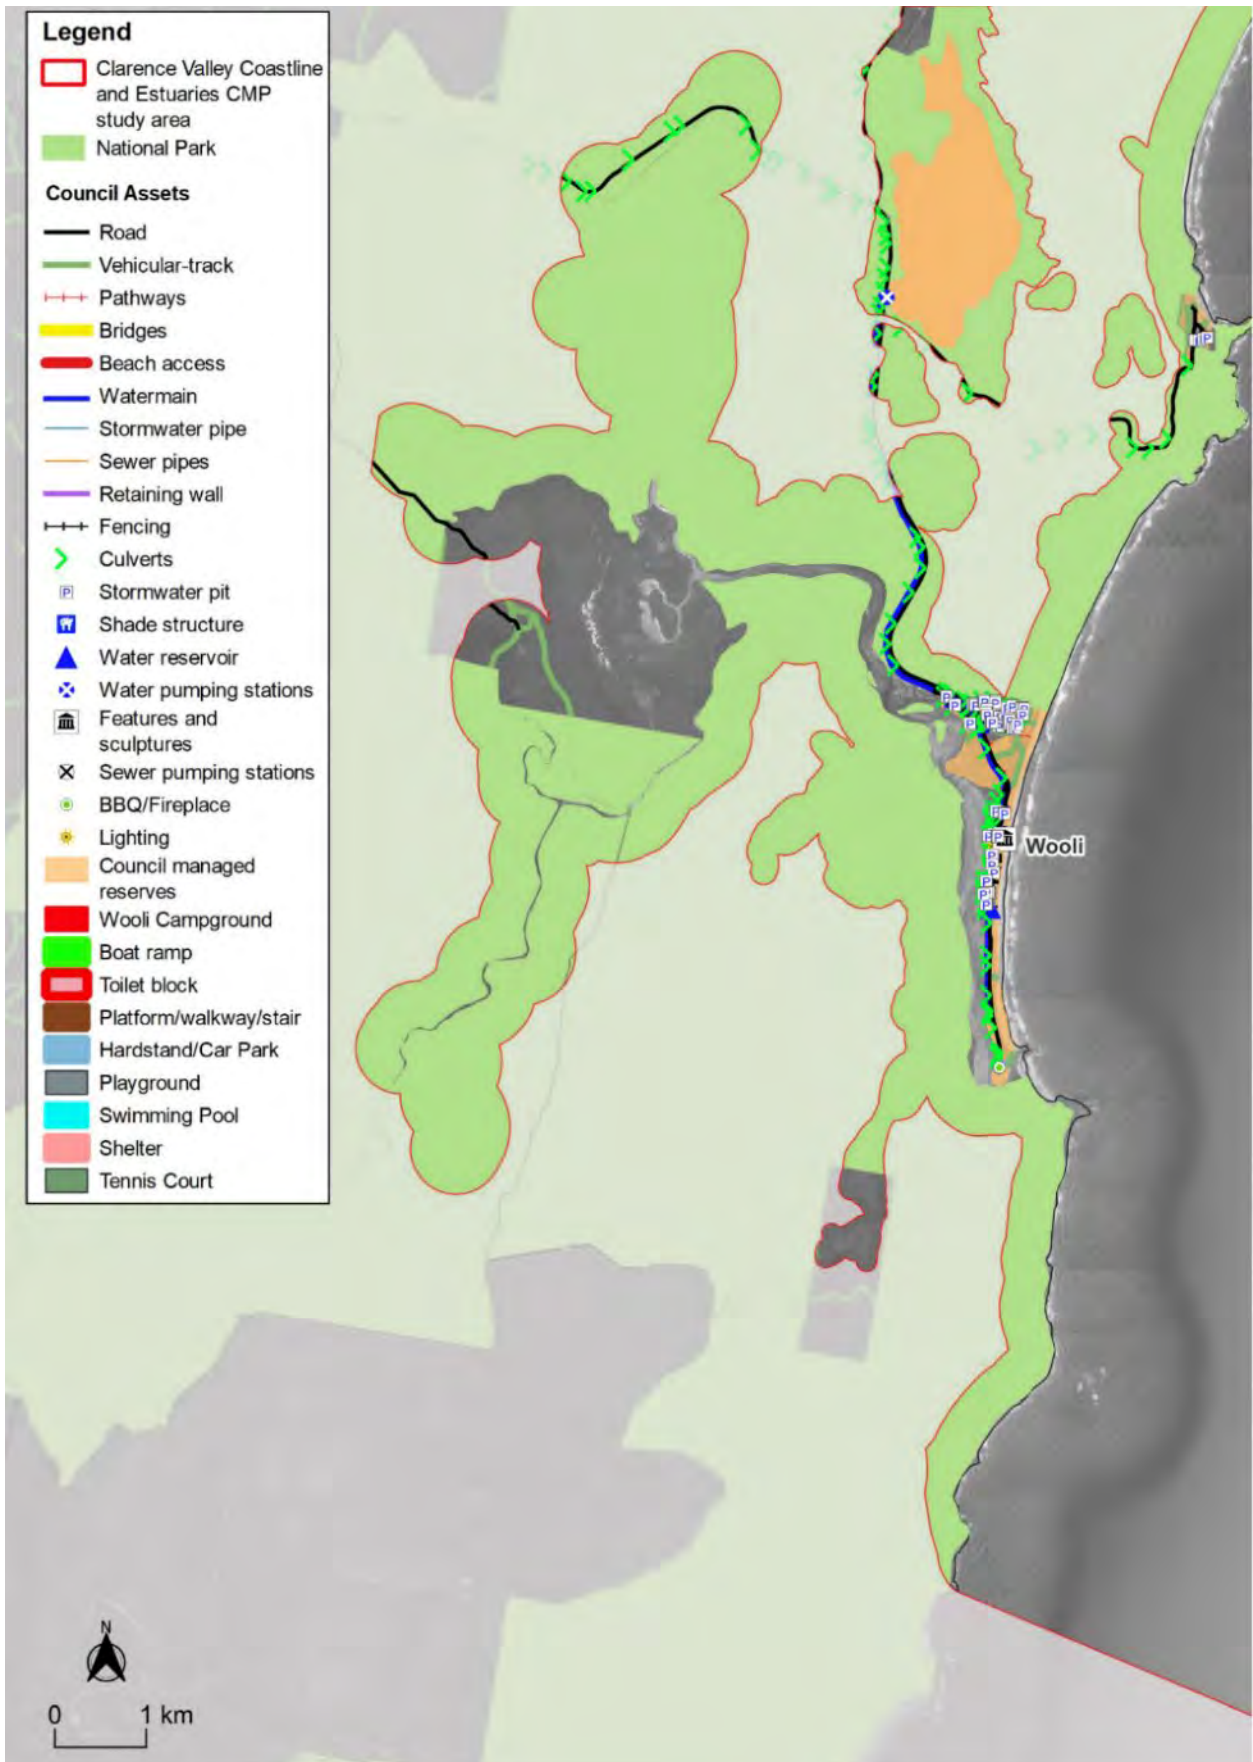 Legend
Clarence Valley Coastline
and Estuaries CMP
study area
National Park
Council Assets
Road
Vehicular-track
Pathways
Bridges
Beach access
Watermain
Stormwater pipe
Sewer pipes
Retaining wall
Fencing
Culverts
P Stormwater pit
Shade structure
Water reservoir
Water pumping stations
Features and
sculptures
Sewer pumping stations
BBQ/Fireplace
Lighting
Council managed
reserves
Wooli Campground
Boat ramp
Toilet block
Platform/walkway/stair
Hardstand/Car Park
Playground
Swimming Pool
Shelter
Tennis Court
Wooli
N
0 1 km